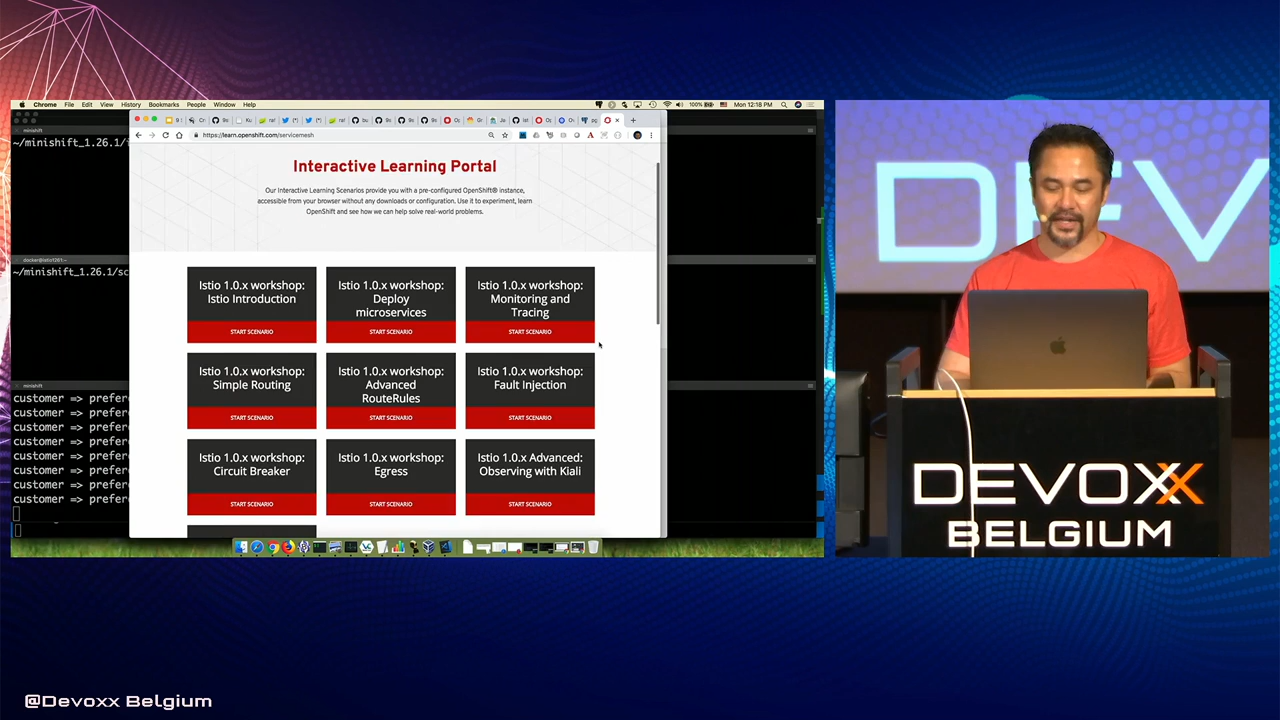 Chrome File Edit View History Bookmarks People Window Help
100% Mon 12:18 PM
minishift
~/minishift_1.26.1/i
https://learn.openshift.com/servicemesh
Interactive Learning Portal
Our Interactive Learning Scenarios provide you with a pre-configured OpenShift® instance,
accessible from your browser without any downloads or configuration. Use it to experiment, learn
OpenShift and see how we can help solve real-world problems.
~/minishift_1.26.1/sc
Istio 1.0.x workshop:
Istio Introduction
START SCENARIO
Istio 1.0.x workshop:
Deploy
microservices
START SCENARIO
Istio 1.0.x workshop:
Monitoring and
Tracing
START SCENARIO
Istio 1.0.x workshop:
Simple Routing
START SCENARIO
Istio 1.0.x workshop:
Advanced
RouteRules
START SCENARIO
Istio 1.0.x workshop:
Fault Injection
START SCENARIO
Istio 1.0.x workshop:
Circuit Breaker
START SCENARIO
Istio 1.0.x workshop:
Egress
START SCENARIO
Istio 1.0.x Advanced:
Observing with Kiali
START SCENARIO
minishift
customer => prefer
customer => prefer
customer => prefer
customer => prefer
customer => prefer
customer => prefer
customer => prefer
customer => prefer
DEV
DEVOXX
BELGIUM
@Devoxx Belgium